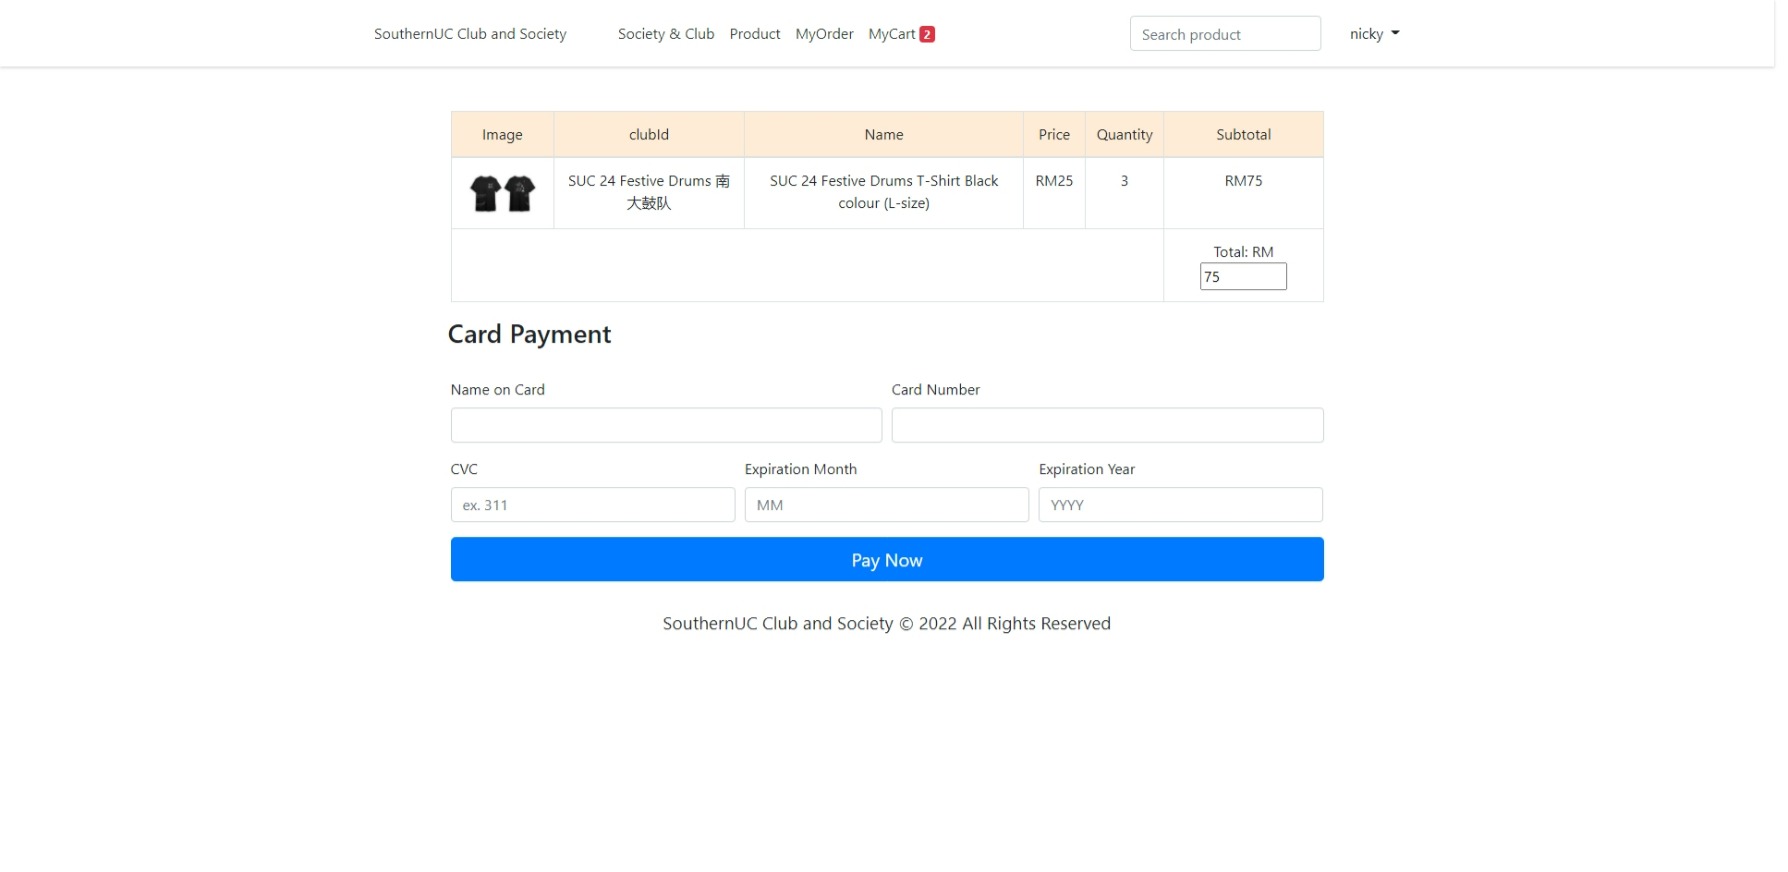 SouthernUC Club and Society Society & Club Product MyOrder MyCart 2 Search product nicky
Image clubId Name Price Quantity Subtotal
SUC 24 Festive Drums 南
大鼓队
SUC 24 Festive Drums T-Shirt Black
colour (L-size)
RM25 3 RM75
Total: RM
75
Card Payment
Name on Card Card Number
CVC Expiration Month Expiration Year
ex. 311 MM YYYY
Pay Now
SouthernUC Club and Society © 2022 All Rights Reserved